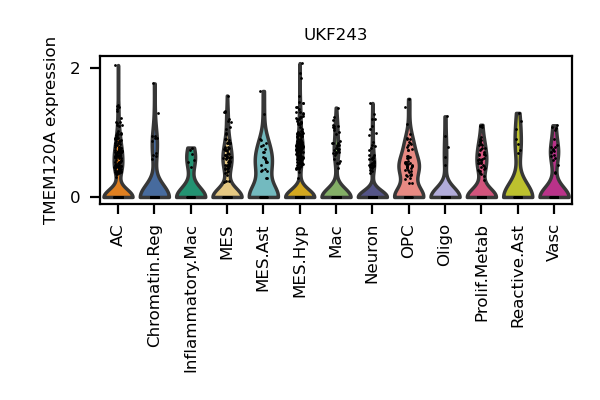 UKF243
TMEM120A expression
2
0
AC
Chromatin.Reg
Inflammatory.Mac
MES
MES.Ast
MES.Hyp
Mac
Neuron
OPC
Oligo
Prolif.Metab
Reactive.Ast
Vasc